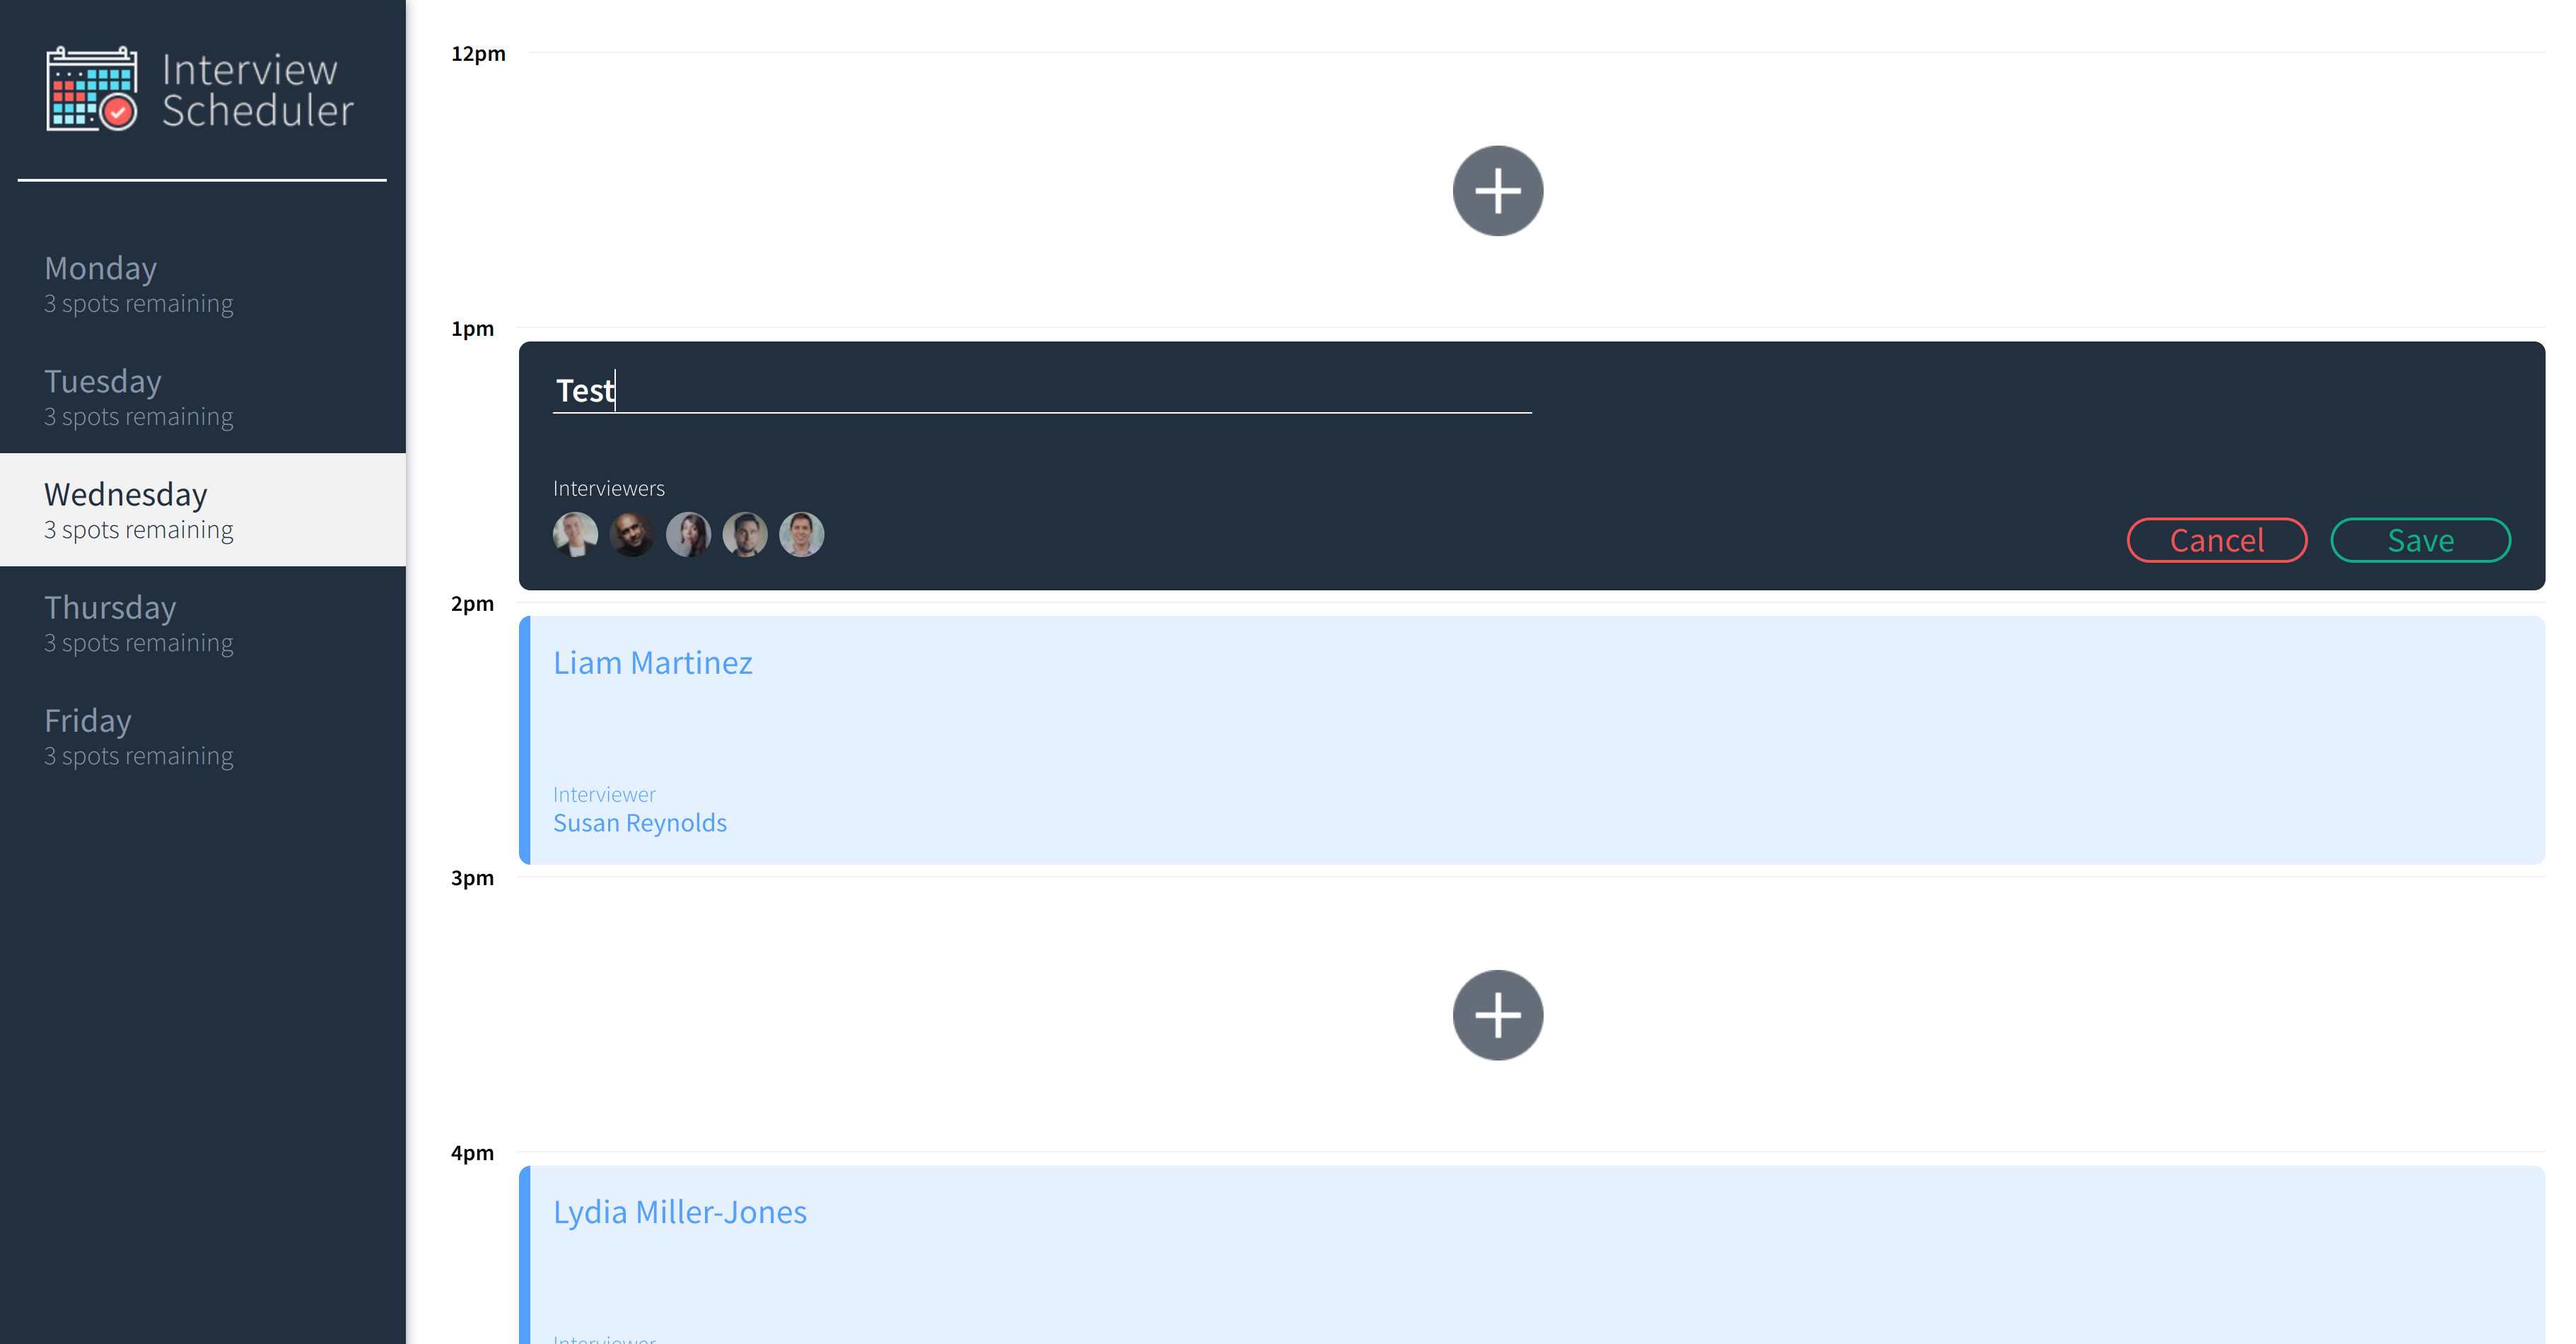 Interview
Scheduler
Monday
3 spots remaining
Tuesday
3 spots remaining
Wednesday
3 spots remaining
Thursday
3 spots remaining
Friday
3 spots remaining
12pm
1pm
Test
Interviewers
Cancel
Save
2pm
Liam Martinez
Interviewer
Susan Reynolds
3pm
4pm
Lydia Miller-Jones
Interviewer